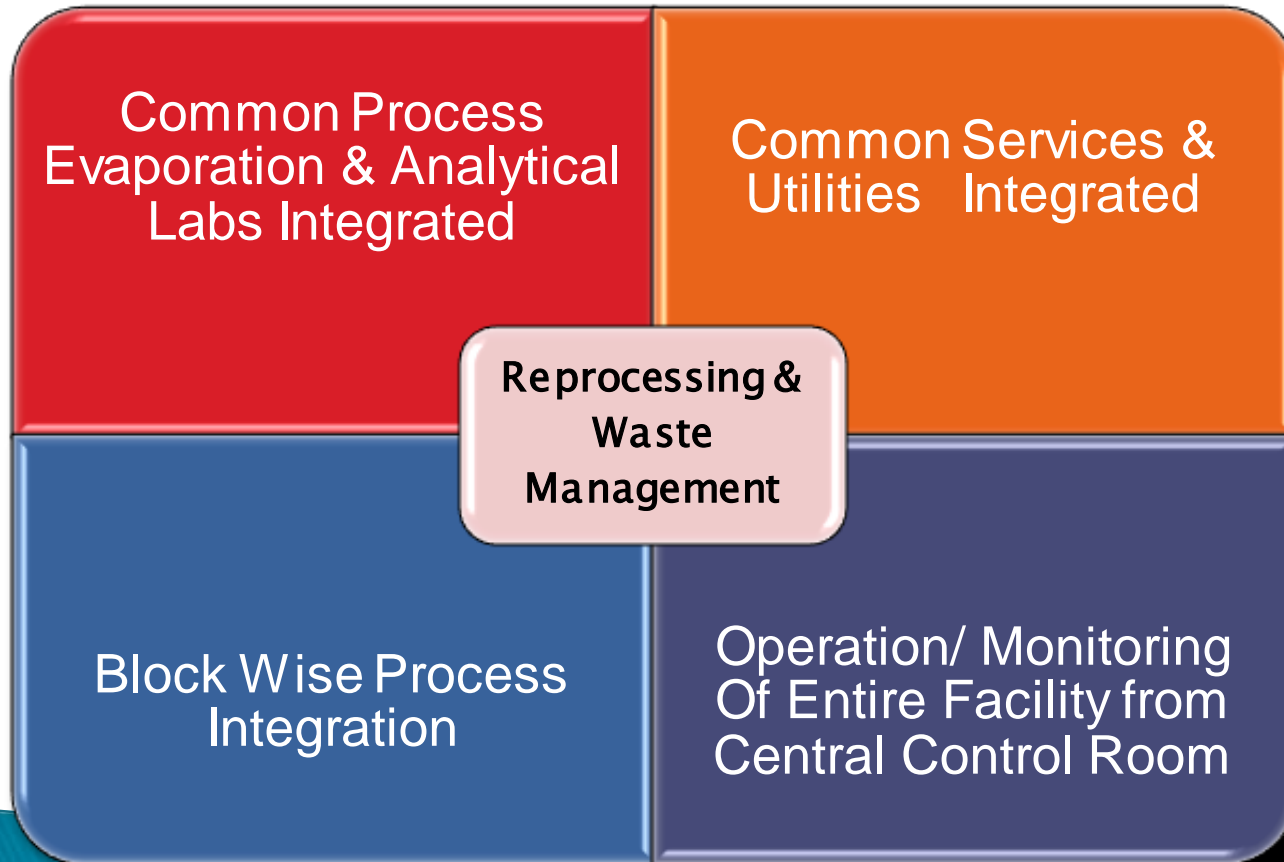 Common Process
Evaporation & Analytical
Labs Integrated
Common Services &
Utilities Integrated
Reprocessing &
Waste
Management
Block Wise Process
Integration
Operation/ Monitoring
Of Entire Facility from
Central Control Room